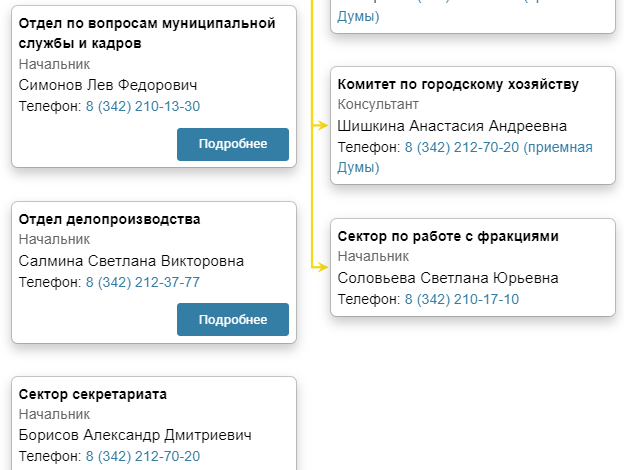 Отдел по вопросам муниципальной
службы и кадров
Начальник
Симонов Лев Федорович
Телефон: 8 (342) 210-13-30
Подробнее
Отдел делопроизводства
Начальник
Салмина Светлана Викторовна
Телефон: 8 (342) 212-37-77
Подробнее
Сектор секретариата
Начальник
Борисов Александр Дмитриевич
Телефон: 8 (342) 212-70-20
Думы)
Комитет по городскому хозяйству
Консультант
Шишкина Анастасия Андреевна
Телефон: 8 (342) 212-70-20 (приемная
Думы)
Сектор по работе с фракциями
Начальник
Соловьева Светлана Юрьевна
Телефон: 8 (342) 210-17-10